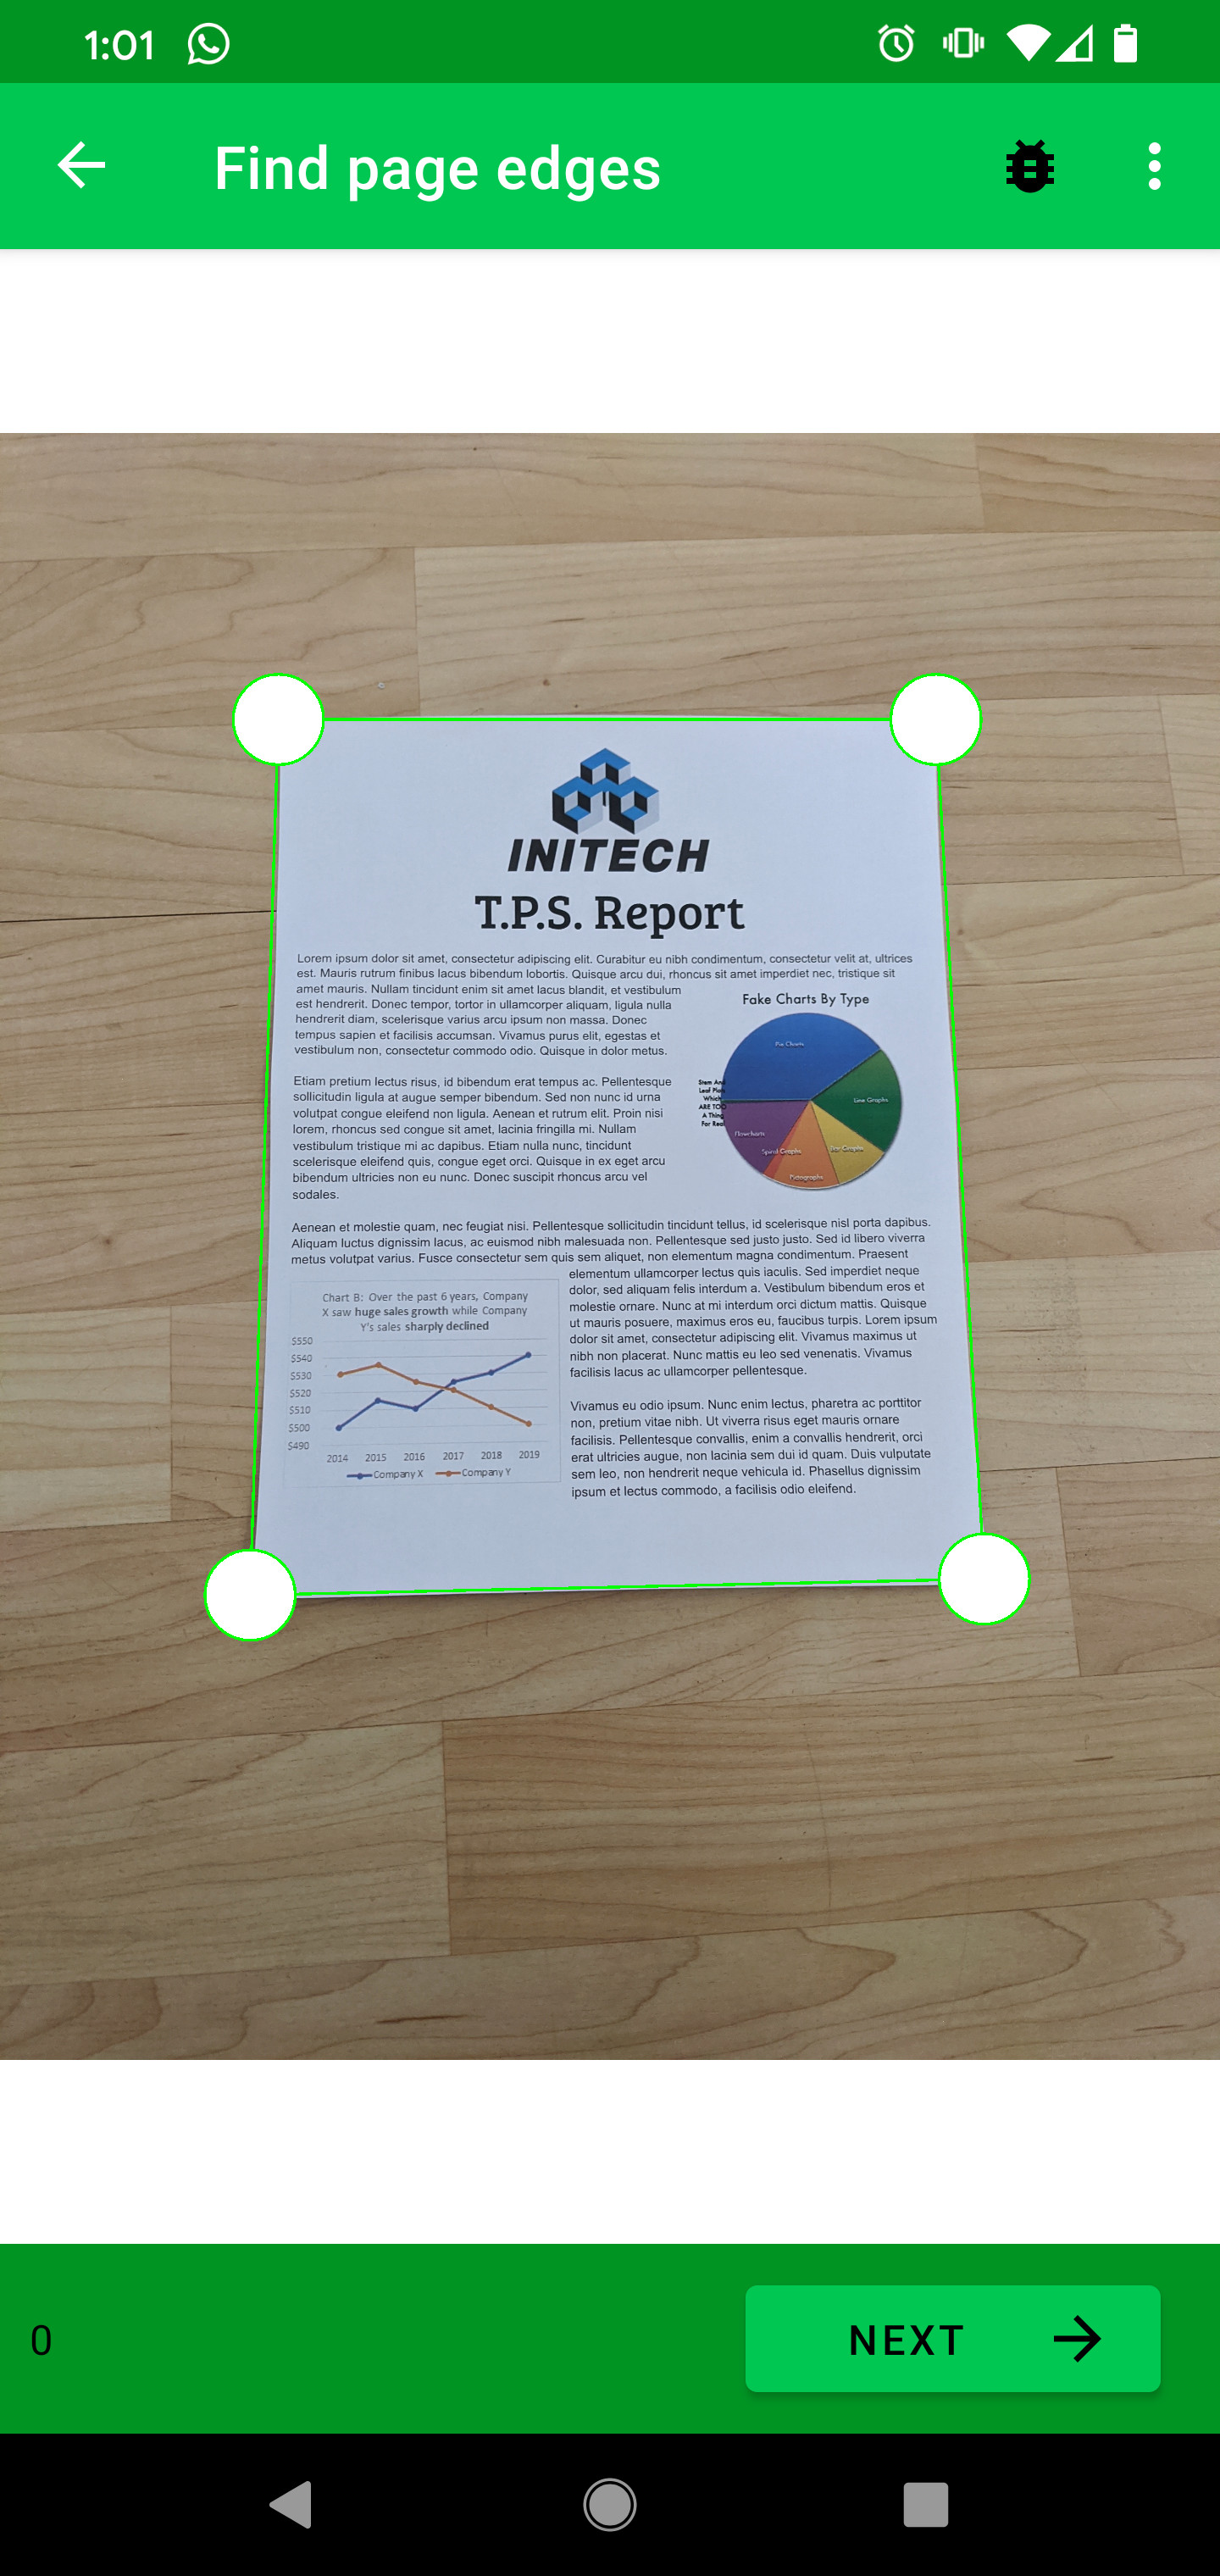 1:01
Find page edges
INITECH
T.P.S. Report
Lorem ipsum dolor sit amet, consectetur adipiscing elit. Curabitur eu nibh condimentum, consectetur velit at, ultrices
est. Mauris rutrum finibus lacus bibendum lobortis. Quisque arcu dui, rhoncus sit amet imperdiet nec, tristique sit
amet mauris. Nullam tincidunt enim sit amet lacus blandit, et vestibulum
est hendrerit. Donec tempor, tortor in ullamcorper aliquam, ligula nulla
hendrerit diam, scelerisque varius arcu ipsum non massa. Donec
tempus sapien et facilisis accumsan. Vivamus purus elit, egestas et
vestibulum non, consectetur commodo odio. Quisque in dolor metus.
Fake Charts By Type
Pie Charts
Line Graphs
Bar Graphs
Pictographs
Spiral Graphs
Flowcharts
Stem And
Leaf Plots
Which
ARE TOO
A Thing
For Real
Etiam pretium lectus risus, id bibendum erat tempus ac. Pellentesque
sollicitudin ligula at augue semper bibendum. Sed non nunc id urna
volutpat congue eleifend non ligula. Aenean et rutrum elit. Proin nisi
lorem, rhoncus sed congue sit amet, lacinia fringilla mi. Nullam
vestibulum tristique mi ac dapibus. Etiam nulla nunc, tincidunt
scelerisque eleifend quis, congue eget orci. Quisque in ex eget arcu
bibendum ultricies non eu nunc. Donec suscipit rhoncus arcu vel
sodales.
Aenean et molestie quam, nec feugiat nisi. Pellentesque sollicitudin tincidunt tellus, id scelerisque nisl porta dapibus.
Aliquam luctus dignissim lacus, ac euismod nibh malesuada non. Pellentesque sed justo justo. Sed id libero viverra
metus volutpat varius. Fusce consectetur sem quis sem aliquet, non elementum magna condimentum. Praesent
elementum ullamcorper lectus quis iaculis. Sed imperdiet neque
dolor, sed aliquam felis interdum a. Vestibulum bibendum eros et
molestie ornare. Nunc at mi interdum orci dictum mattis. Quisque
ut mauris posuere, maximus eros eu, faucibus turpis. Lorem ipsum
dolor sit amet, consectetur adipiscing elit. Vivamus maximus ut
nibh non placerat. Nunc mattis eu leo sed venenatis. Vivamus
facilisis lacus ac ullamcorper pellentesque.
Chart B: Over the past 6 years, Company
X saw huge sales growth while Company
Y's sales sharply declined
$550
$540
$530
$520
$510
$500
$490
2014 2015 2016 2017 2018 2019
Company X Company Y
Vivamus eu odio ipsum. Nunc enim lectus, pharetra ac porttitor
non, pretium vitae nibh. Ut viverra risus eget mauris ornare
facilisis. Pellentesque convallis, enim a convallis hendrerit, orci
erat ultricies augue, non lacinia sem dui id quam. Duis vulputate
sem leo, non hendrerit neque vehicula id. Phasellus dignissim
ipsum et lectus commodo, a facilisis odio eleifend.
0
NEXT